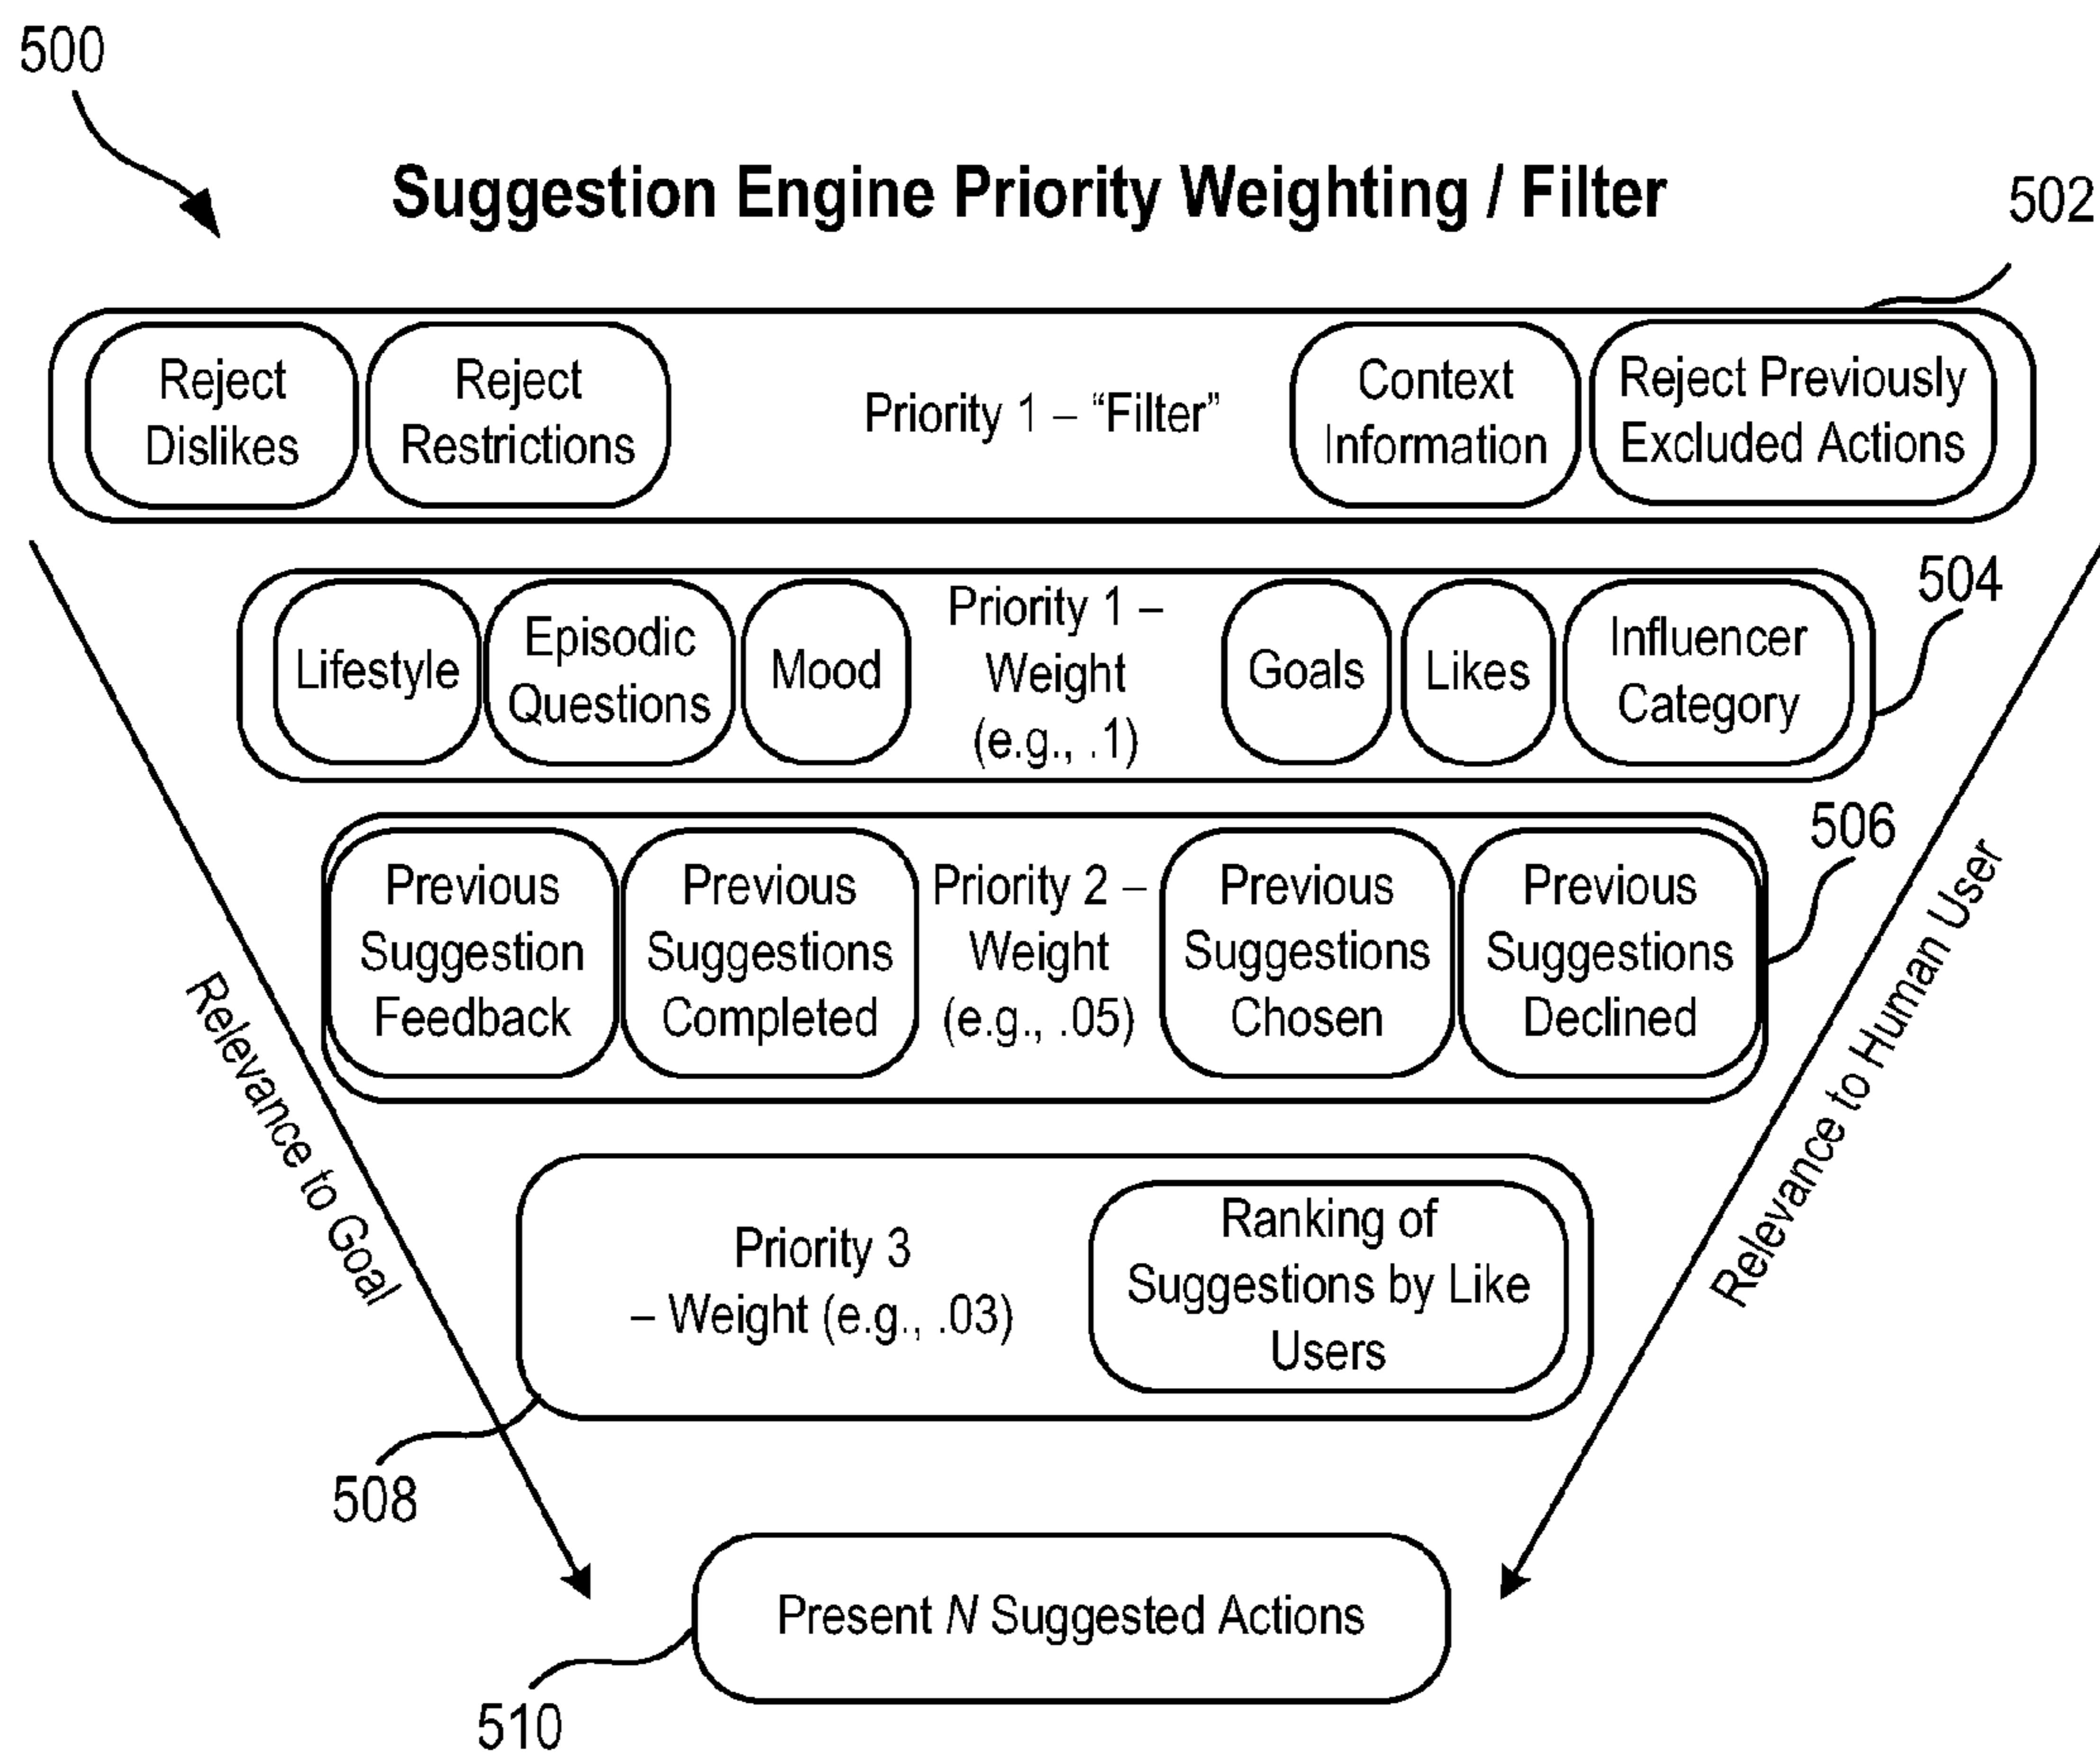 500
Suggestion Engine Priority Weighting / Filter
502
Reject
Dislikes
Reject
Restrictions
Priority 1 – “Filter”
Context
Information
Reject Previously
Excluded Actions
504
Lifestyle
Episodic
Questions
Mood
Priority 1 –
Weight
(e.g., .1)
Goals
Likes
Influencer
Category
506
Previous
Suggestion
Feedback
Previous
Suggestions
Completed
Priority 2 –
Weight
(e.g., .05)
Previous
Suggestions
Chosen
Previous
Suggestions
Declined
Relevance to Goal
Relevance to Human User
Priority 3
– Weight (e.g., .03)
Ranking of
Suggestions by Like
Users
508
Present N Suggested Actions
510